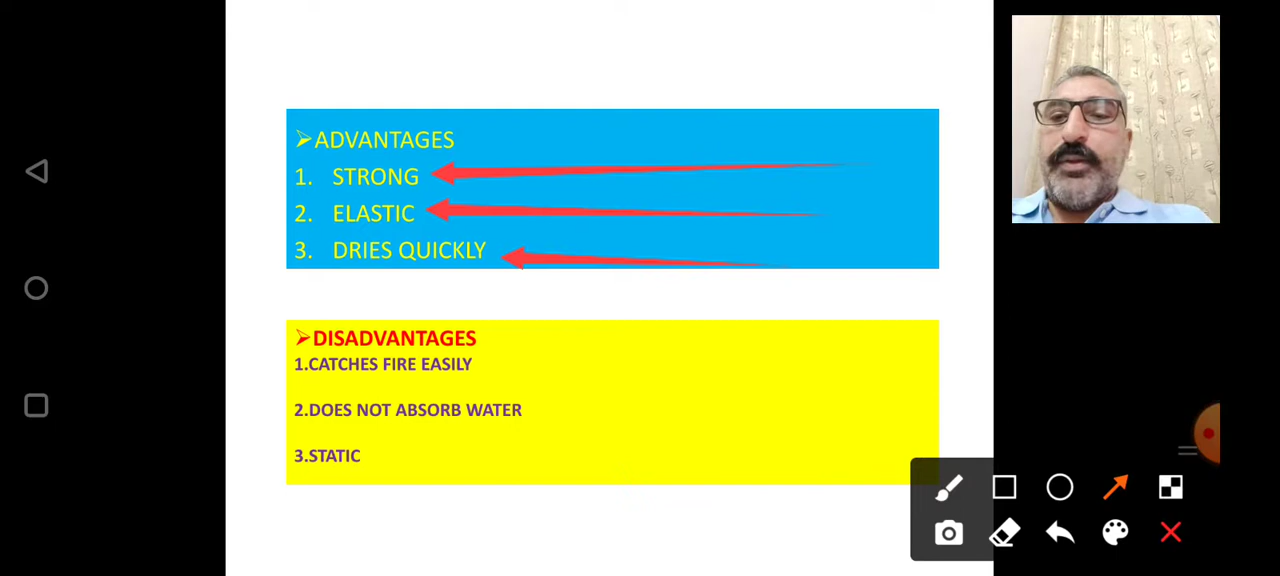 ➢ADVANTAGES
1. STRONG
2. ELASTIC
3. DRIES QUICKLY
➢DISADVANTAGES
1.CATCHES FIRE EASILY
2.DOES NOT ABSORB WATER
3.STATIC